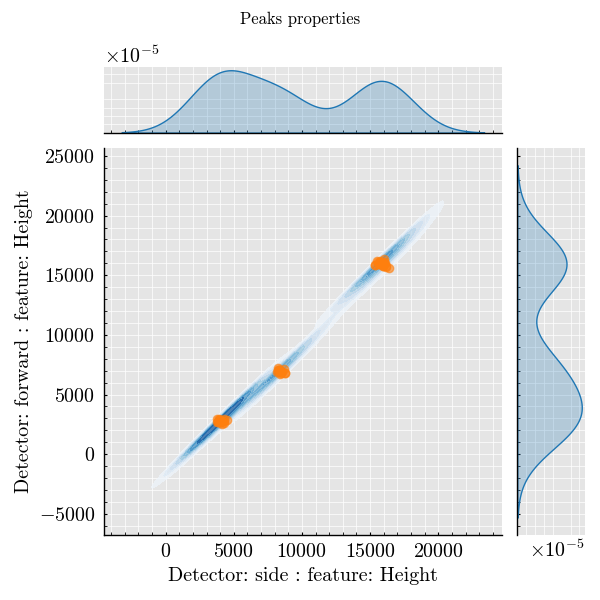 Peaks properties
×10⁻⁵
25000
20000
15000
10000
5000
0
−5000
Detector: forward : feature: Height
0 5000 10000 15000 20000
×10⁻⁵
Detector: side : feature: Height